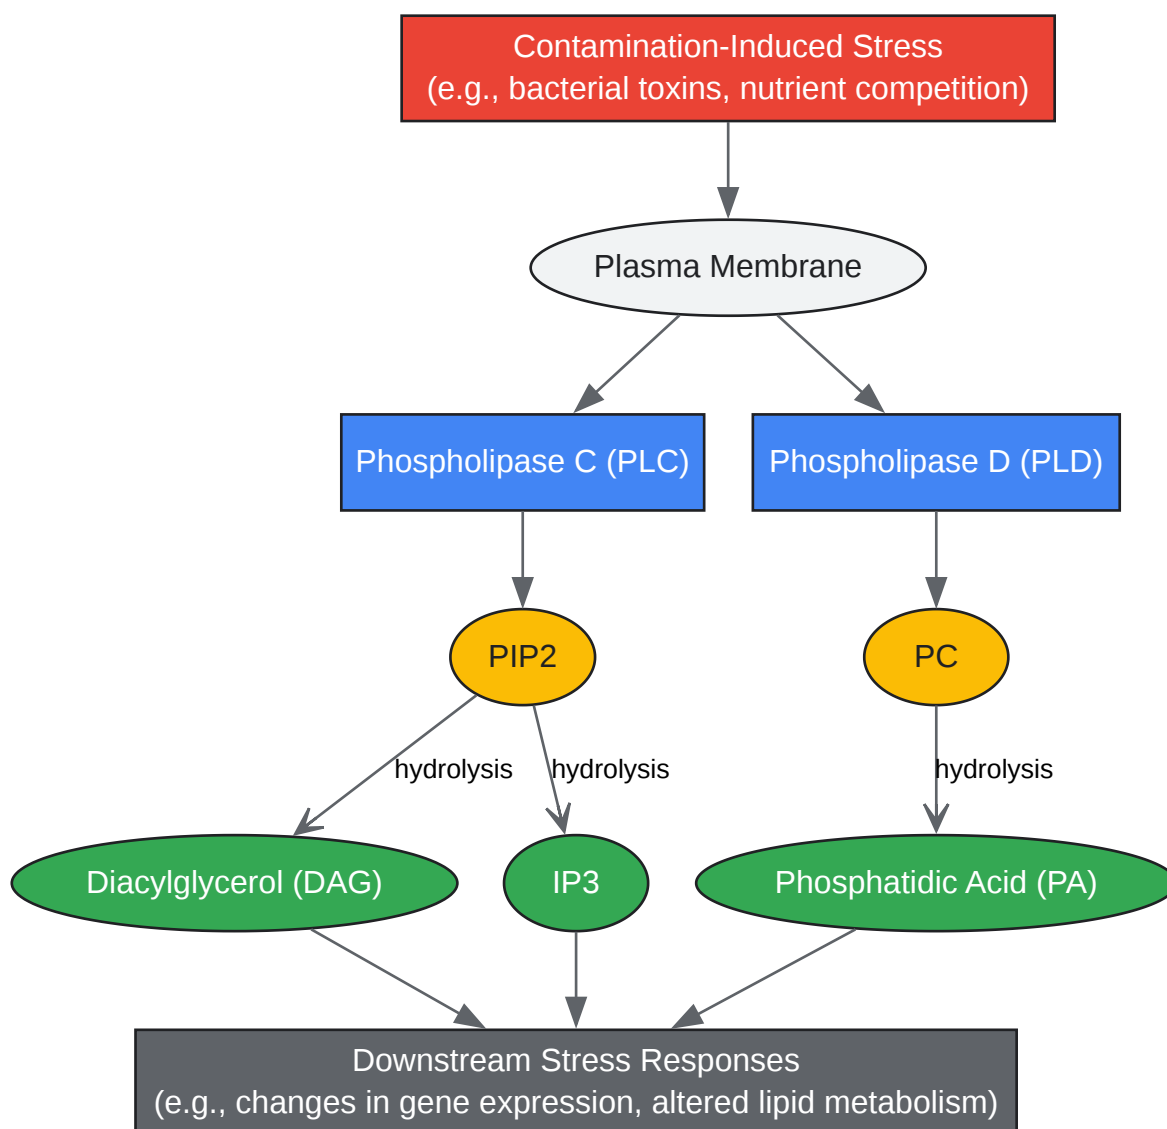 Contamination-Induced Stress
(e.g., bacterial toxins, nutrient competition)
Plasma Membrane
Phospholipase C (PLC)
Phospholipase D (PLD)
PIP2
PC
hydrolysis
hydrolysis
hydrolysis
Diacylglycerol (DAG)
IP3
Phosphatidic Acid (PA)
Downstream Stress Responses
(e.g., changes in gene expression, altered lipid metabolism)